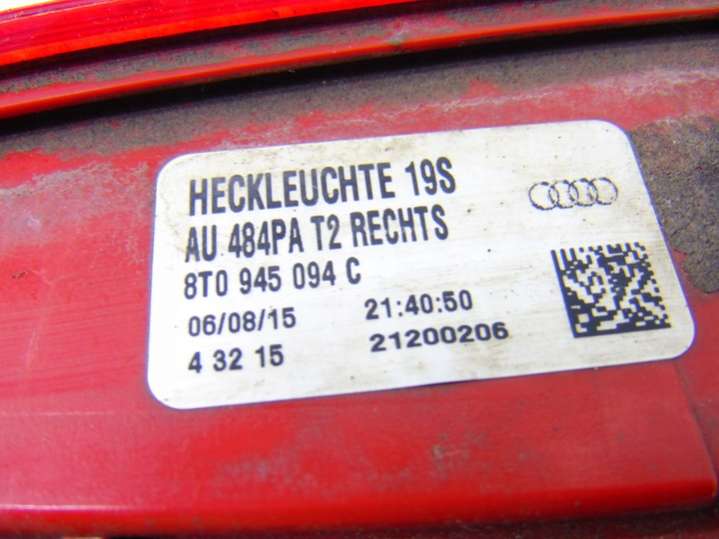 HECKLEUCHTE 19S
AU 484PA T2 RECHTS
8T0 945 094 C
06/08/15 21:40:50
4 32 15 21200206